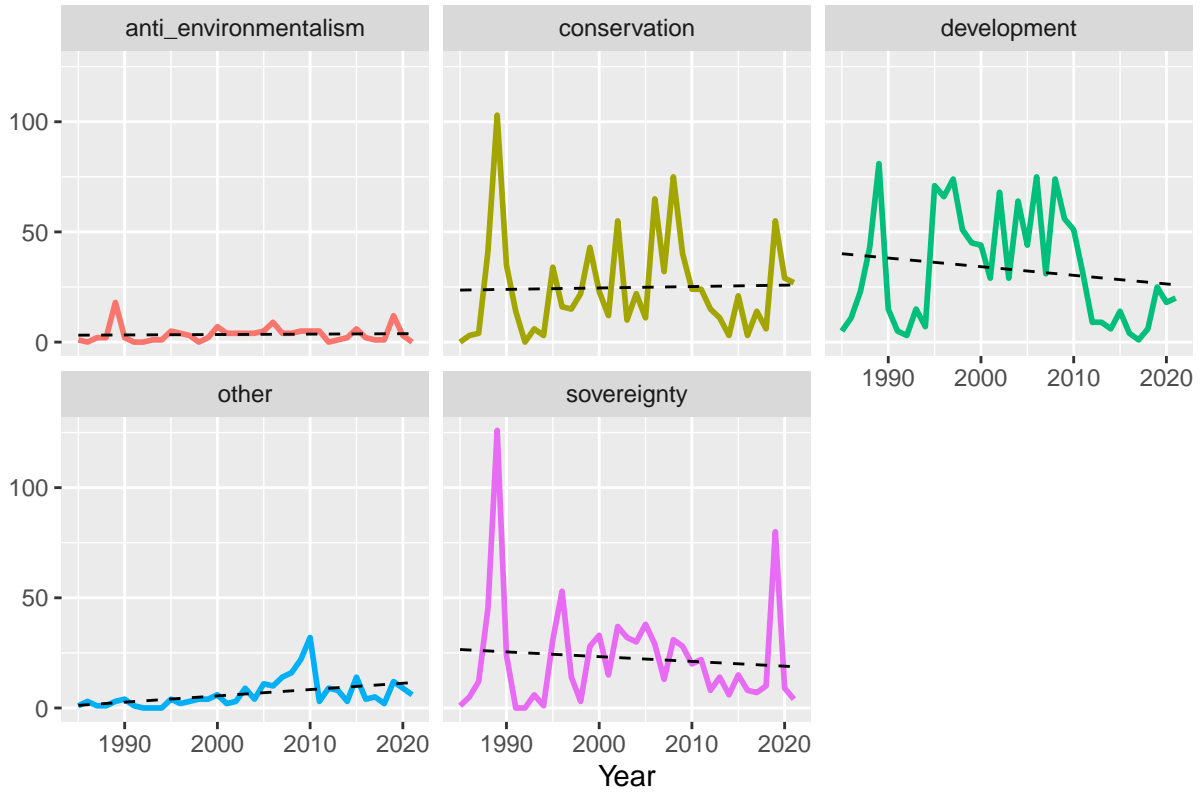 anti_environmentalism conservation development
100
50
0
1990 2000 2010 2020
other sovereignty
100
50
0
1990 2000 2010 2020 1990 2000 2010 2020
Year